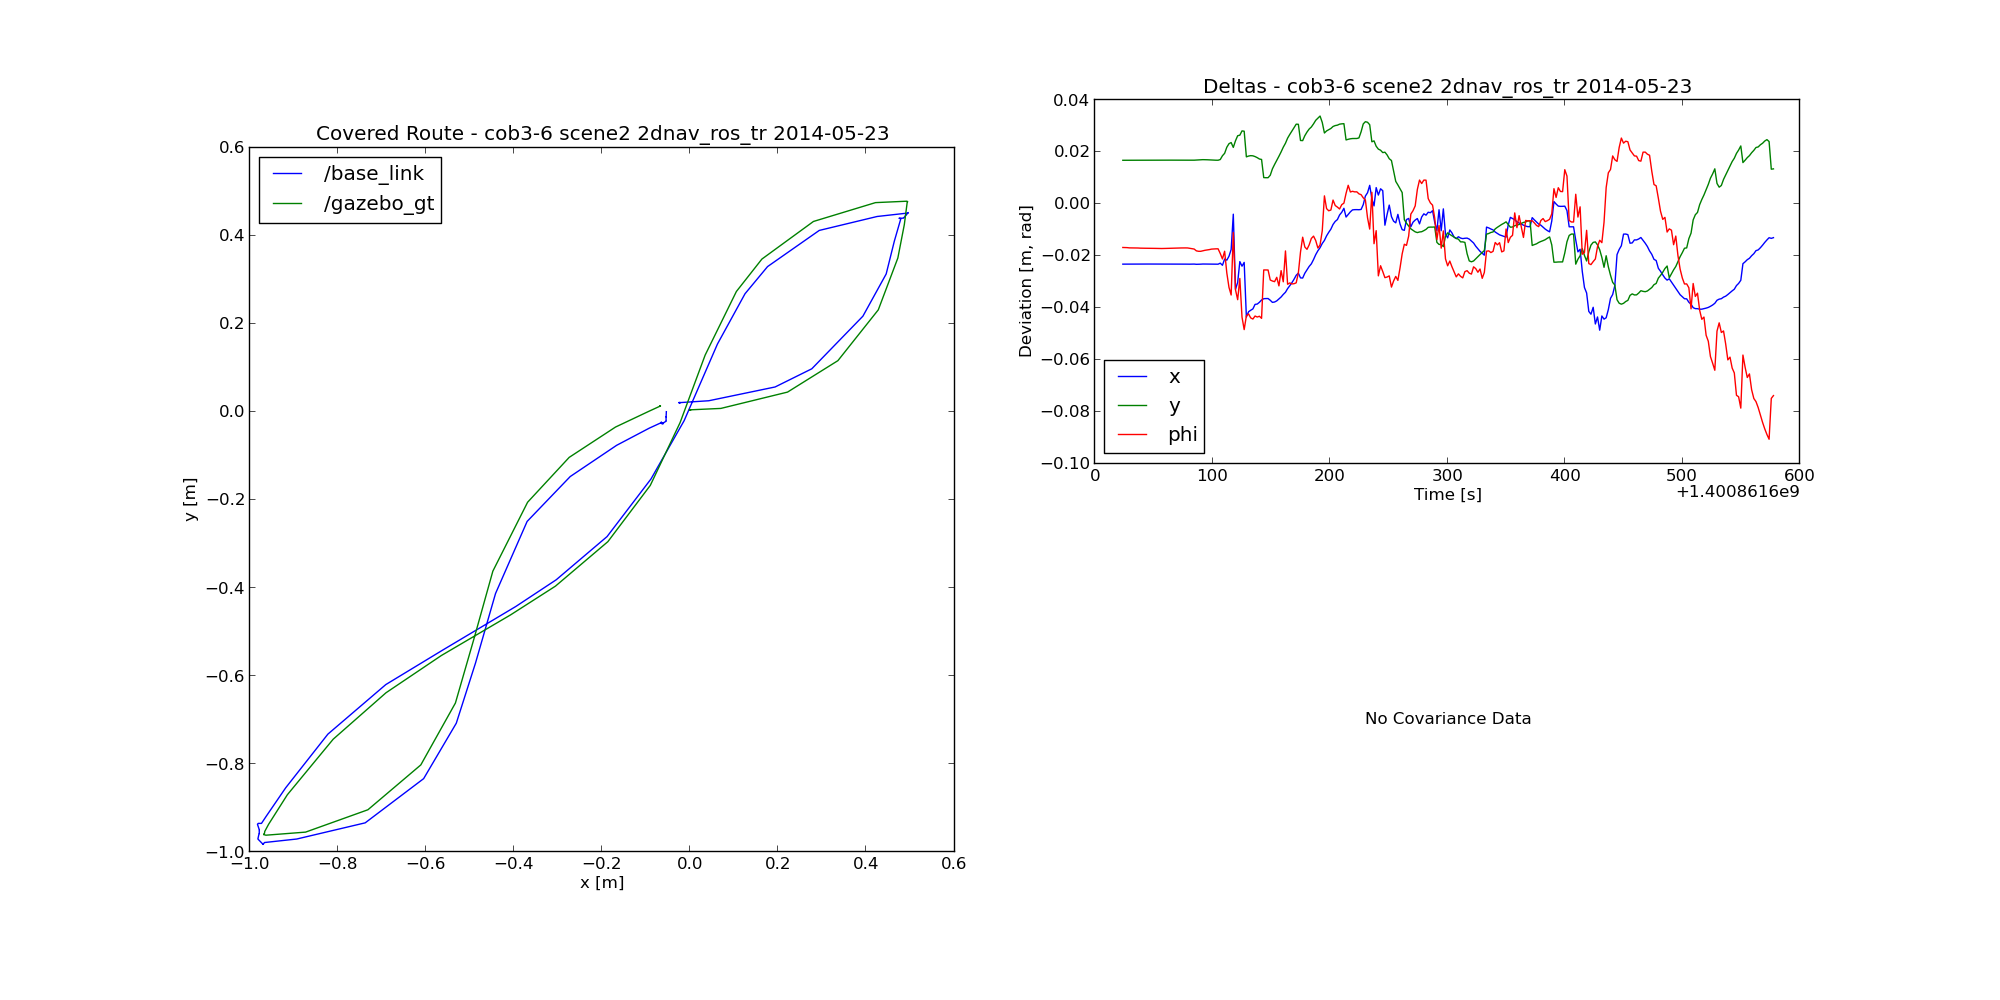 Covered Route - cob3-6 scene2 2dnav_ros_tr 2014-05-23
/base_link
/gazebo_gt
0.6
0.4
0.2
0.0
−0.2
−0.4
−0.6
−0.8
−1.0
y [m]
−1.0 −0.8 −0.6 −0.4 −0.2 0.0 0.2 0.4 0.6
x [m]
Deltas - cob3-6 scene2 2dnav_ros_tr 2014-05-23
0.04
0.02
0.00
−0.02
−0.04
−0.06
−0.08
−0.10
Deviation [m, rad]
x
y
phi
0 100 200 300 400 500 600
Time [s]
+1.4008616e9
No Covariance Data